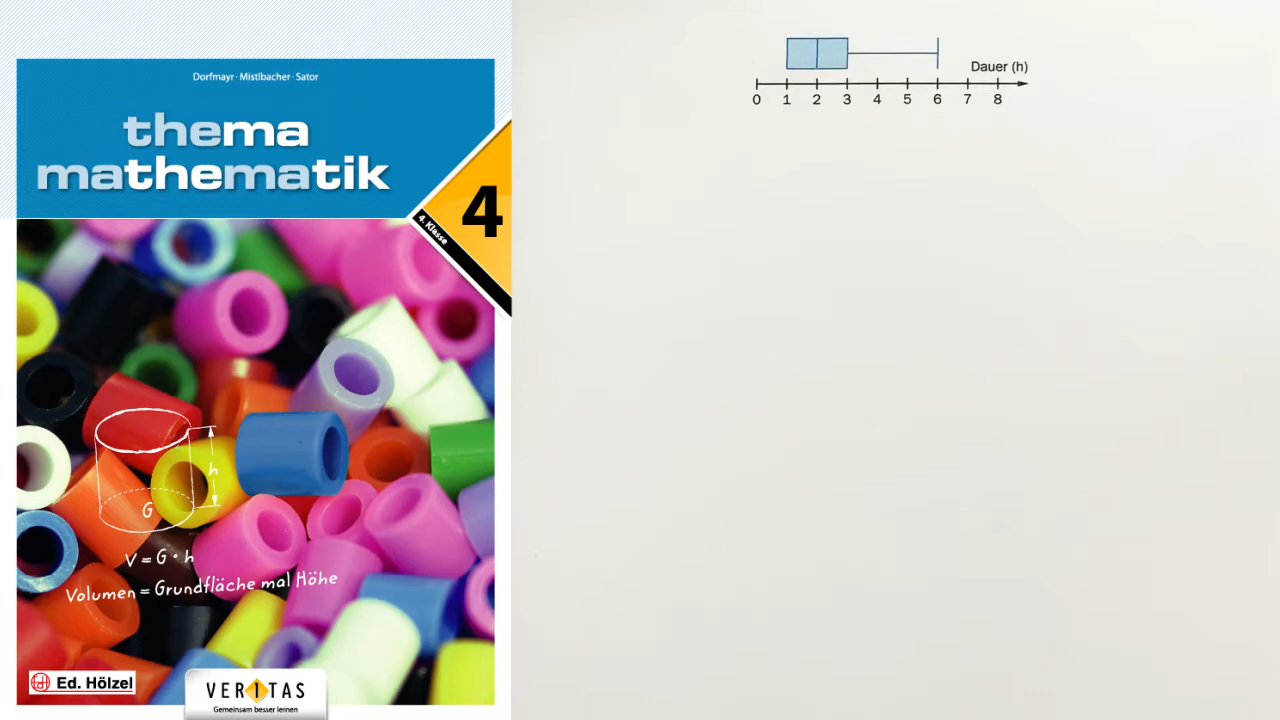 Dorfmayr · Mistlbacher · Sator
thema
mathematik
4
4. Klasse
h
G
V = G · h
Volumen = Grundfläche mal Höhe
Ed. Hölzel
VERITAS
Gemeinsam besser lernen
Dauer (h)
0 1 2 3 4 5 6 7 8